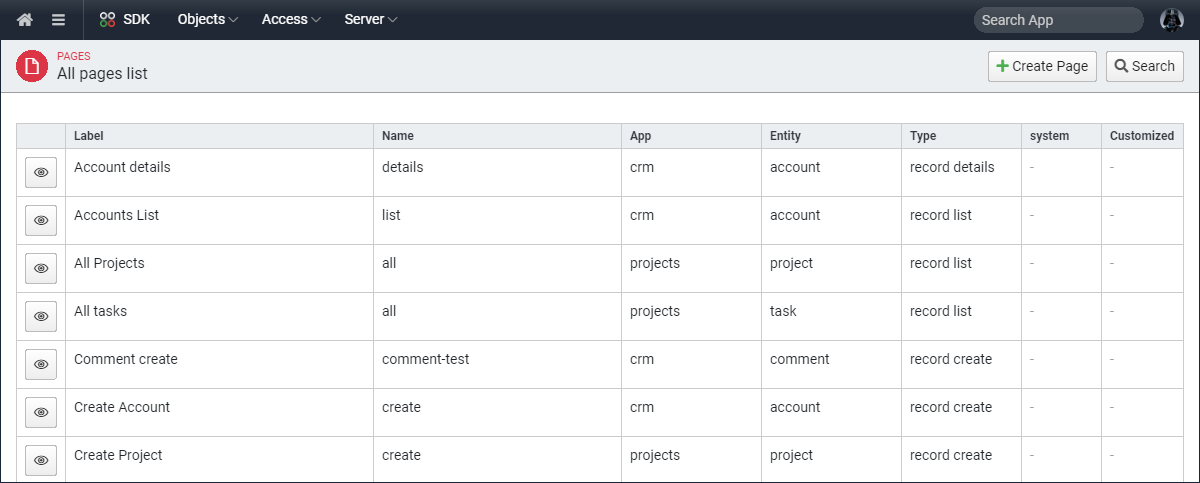 SDK Objects Access Server Search App
PAGES
All pages list
Create Page Search
Label Name App Entity Type system Customized
Account details details crm account record details - -
Accounts List list crm account record list - -
All Projects all projects project record list - -
All tasks all projects task record list - -
Comment create comment-test crm comment record create - -
Create Account create crm account record create - -
Create Project create projects project record create - -